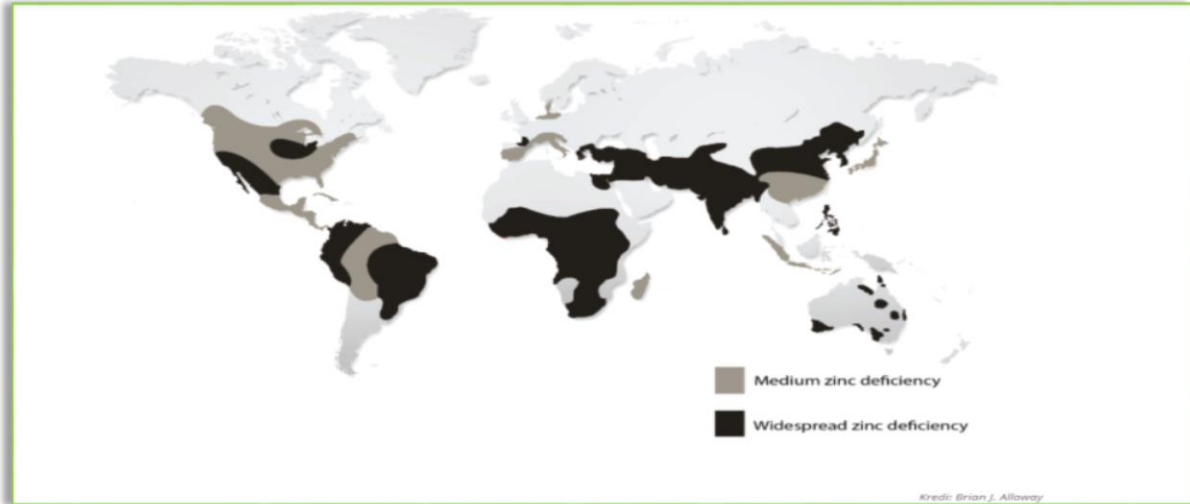 Medium zinc deficiency
Widespread zinc deficiency
Kredi: Brian J. Alloway